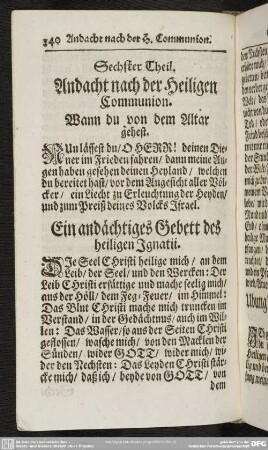 340 Andacht nach der H. Communion.
Sechster Theil.
Andacht nach der Heiligen
Communion.
Wann du von dem Altar
gehest.
NUn lässest du / O HERR! deinen Die-
ner im Frieden fahren / dann meine Au-
gen haben gesehen deinen Heyland / welchen
du bereitet hast / vor dem Angesicht aller Völ-
cker / ein Liecht zu Erleuchtung der Heyden /
und zum Preiß deines Volcks Israel.
Ein andächtiges Gebett des
heiligen Ignatii.
DIe Seel Christi heilige mich / an dem
Leib / der Seel / und den Wercken: Der
Leib Christi ersättige und mache seelig mich /
aus der Höll / dem Feg-Feuer / im Himmel:
Das Blut Christi mache mich truncken im
Verstand / in der Gedächtnus / auch im Wil-
len: Das Wasser / so aus der Seiten Christi
geflossen / wasche mich / von den Macklen der
Sünden / wider GOTT / wider mich / wi-
der den Nechsten: Das Leyden Christi stär-
cke mich / daß ich / beyde von GOTT / von
dem